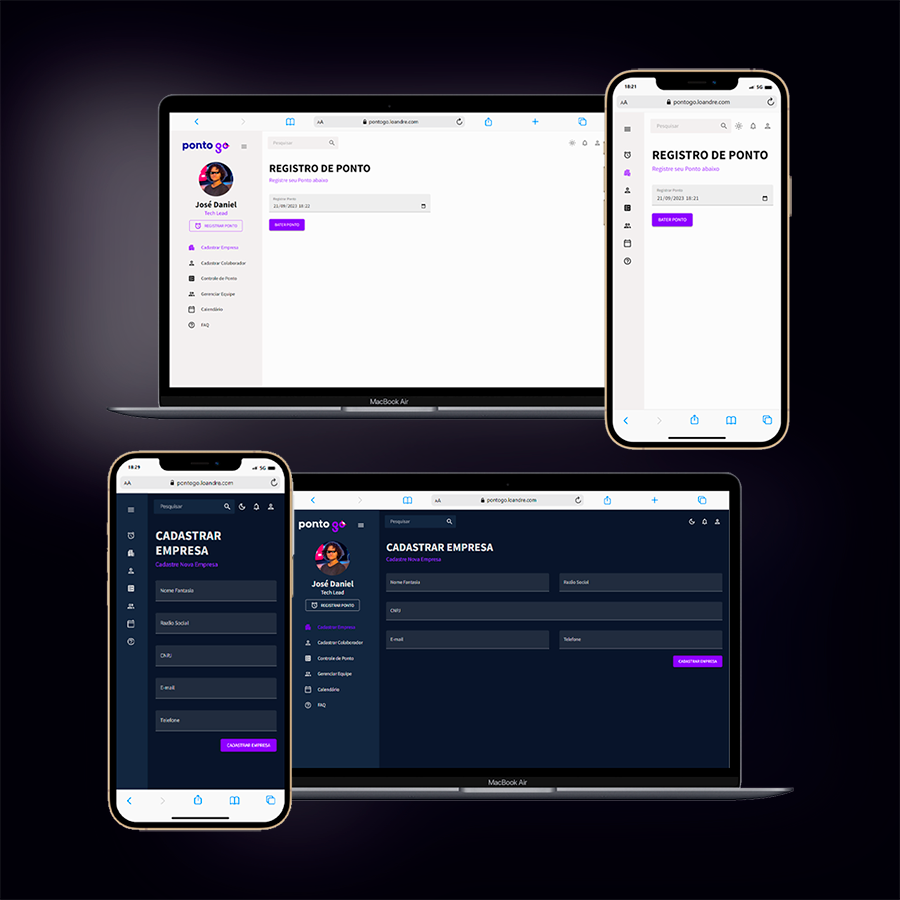 pontogo.loandre.com
ponto go
Pesquisar
José Daniel
Tech Lead
REGISTRAR PONTO
Cadastrar Empresa
Cadastrar Colaborador
Controle de Ponto
Gerenciar Equipe
Calendário
FAQ
REGISTRO DE PONTO
Registre seu Ponto abaixo
Registrar Ponto
21/09/2023 18:22
BATER PONTO
MacBook Air
18:21
5G
AA
pontogo.loandre.com
Pesquisar
REGISTRO DE PONTO
Registre seu Ponto abaixo
Registrar Ponto
21/09/2023 18:21
BATER PONTO
18:29
5G
AA
pontogo.loandre.com
Pesquisar
CADASTRAR
EMPRESA
Cadastre Nova Empresa
Nome Fantasia
Razão Social
CNPJ
E-mail
Telefone
CADASTRAR EMPRESA
AA
pontogo.loandre.com
ponto go
Pesquisar
José Daniel
Tech Lead
REGISTRAR PONTO
Cadastrar Empresa
Cadastrar Colaborador
Controle de Ponto
Gerenciar Equipe
Calendário
FAQ
CADASTRAR EMPRESA
Cadastre Nova Empresa
Nome Fantasia
Razão Social
CNPJ
E-mail
Telefone
CADASTRAR EMPRESA
MacBook Air